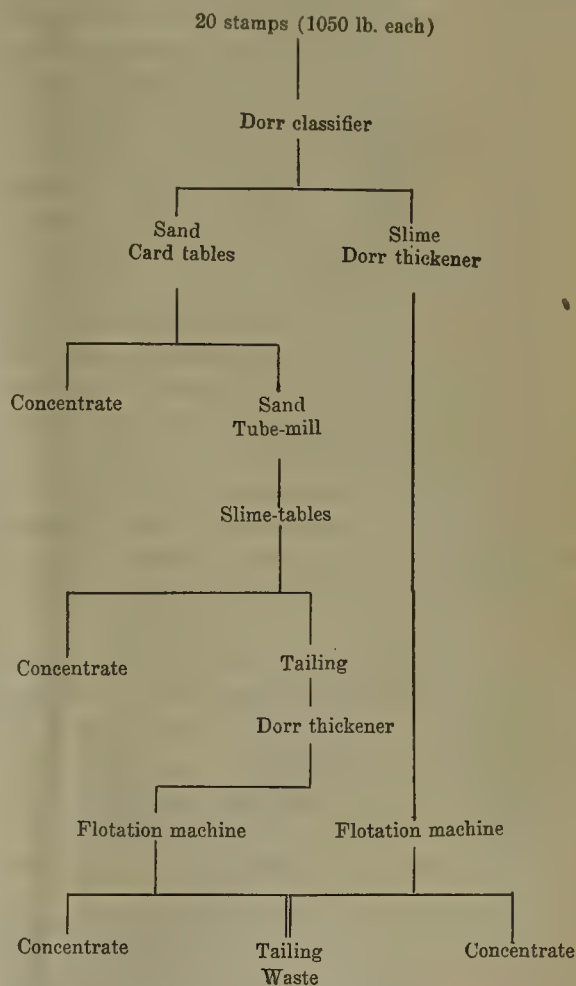 20 stamps (1050 lb. each)
Dorr classifier
Sand
Card tables
Slime
Dorr thickener
Concentrate
Sand
Tube-mill
Slime-tables
Concentrate
Tailing
Dorr thickener
Flotation machine
Flotation machine
Concentrate
Tailing
Waste
Concentrate